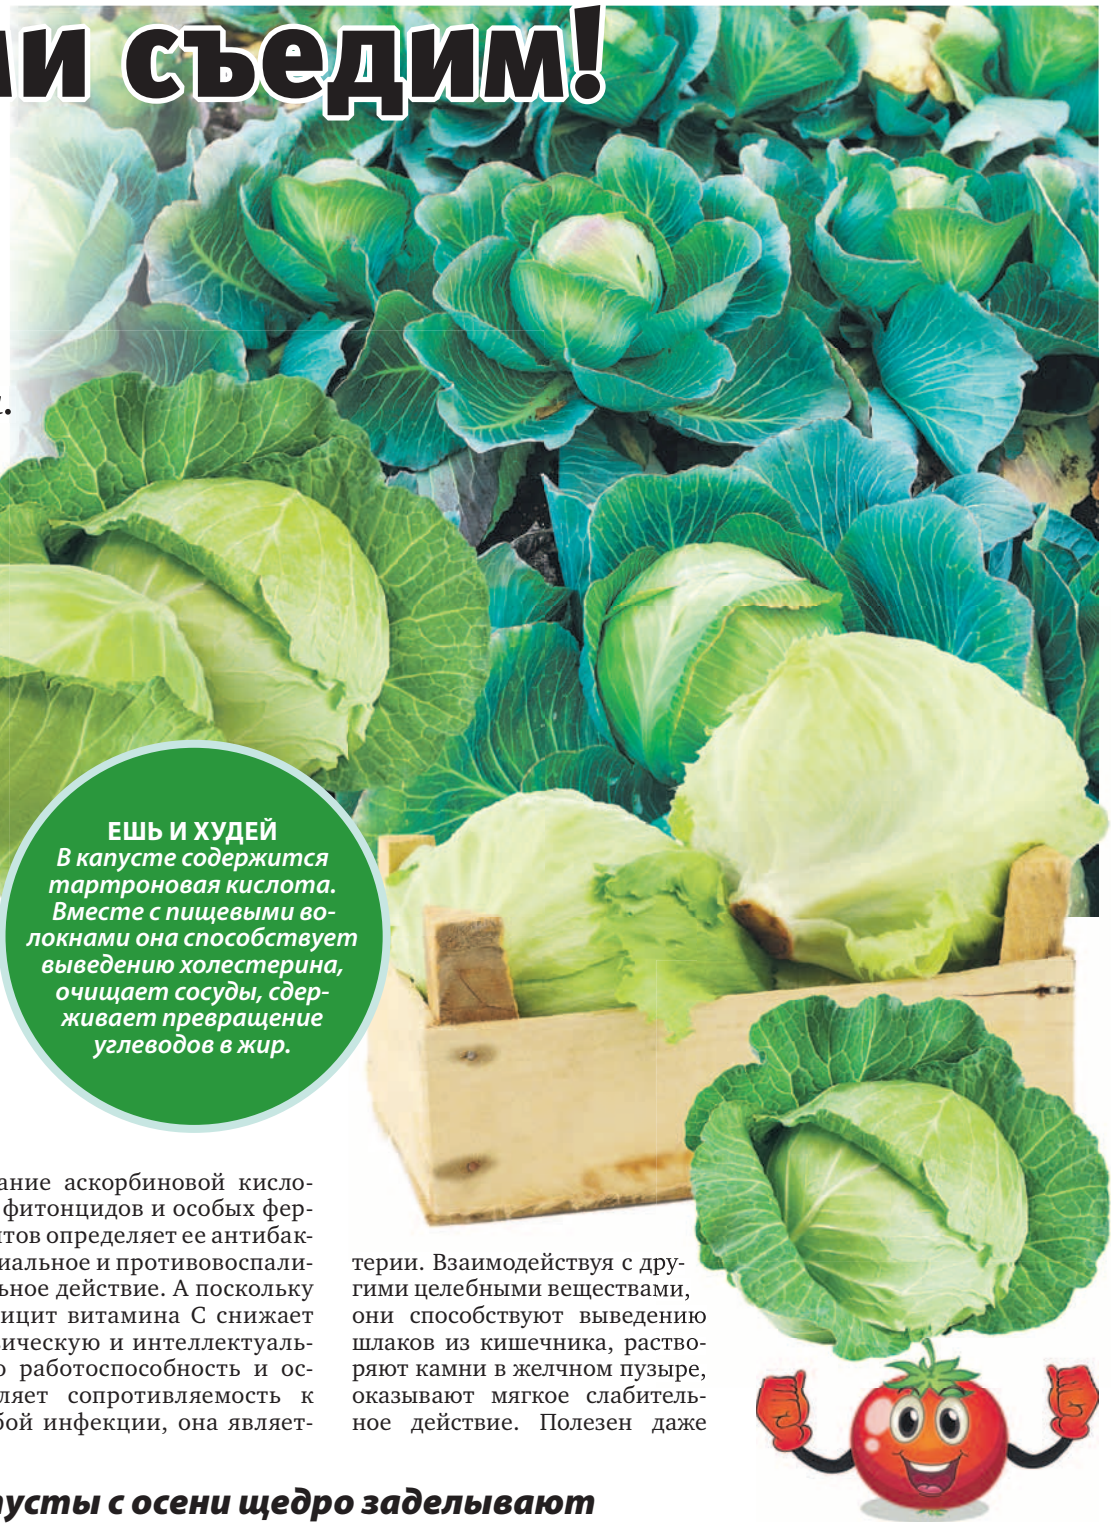 ми съедим!
ЕШЬ И ХУДЕЙ
В капусте содержится
тартроновая кислота.
Вместе с пищевыми во-
локнами она способствует
выведению холестерина,
очищает сосуды, сдер-
живает превращение
углеводов в жир.
ание аскорбиновой кисло-
фитонцидов и особых фер-
тов определяет ее антибак-
иальное и противовоспали-
ьное действие. А поскольку
ицит витамина С снижает
ическую и интеллектуаль-
о работоспособность и ос-
ляет сопротивляемость к
бой инфекции, она являет-
терии. Взаимодействуя с дру-
гими целебными веществами,
они способствуют выведению
шлаков из кишечника, раство-
ряют камни в желчном пузыре,
оказывают мягкое слабитель-
ное действие. Полезен даже
пусты с осени щедро заделывают